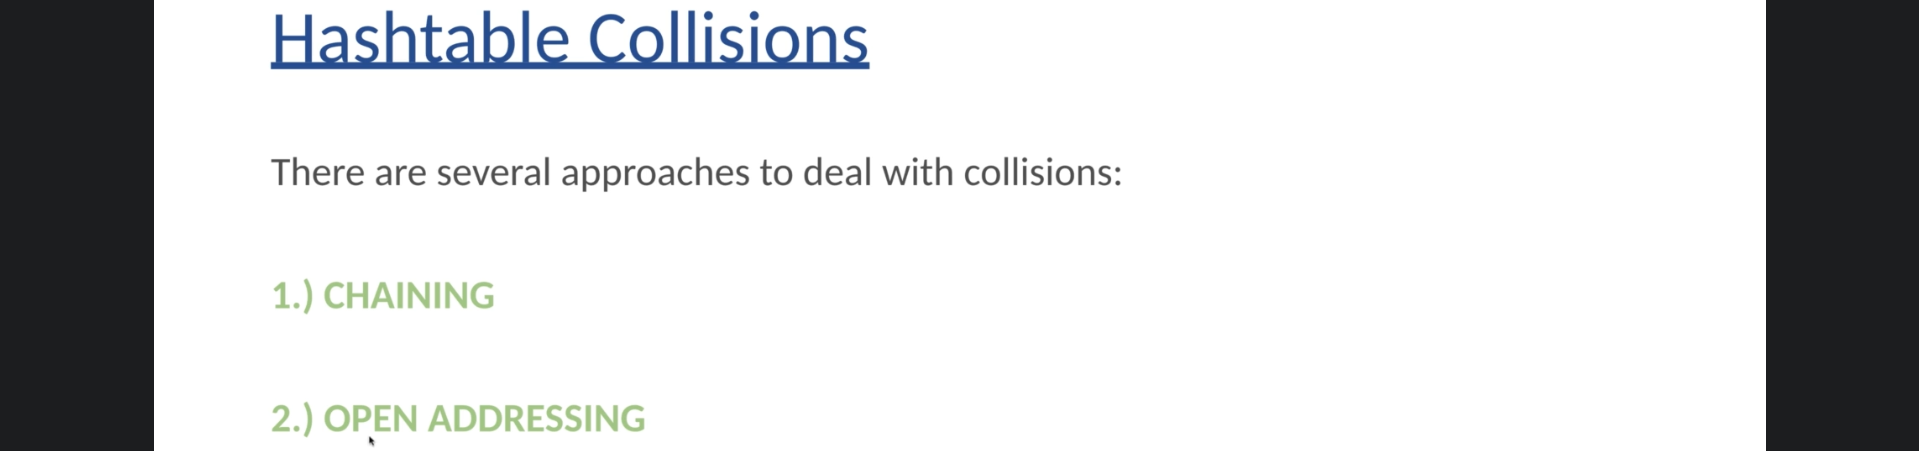 Hashtable Collisions
There are several approaches to deal with collisions:
1.) CHAINING
2.) OPEN ADDRESSING